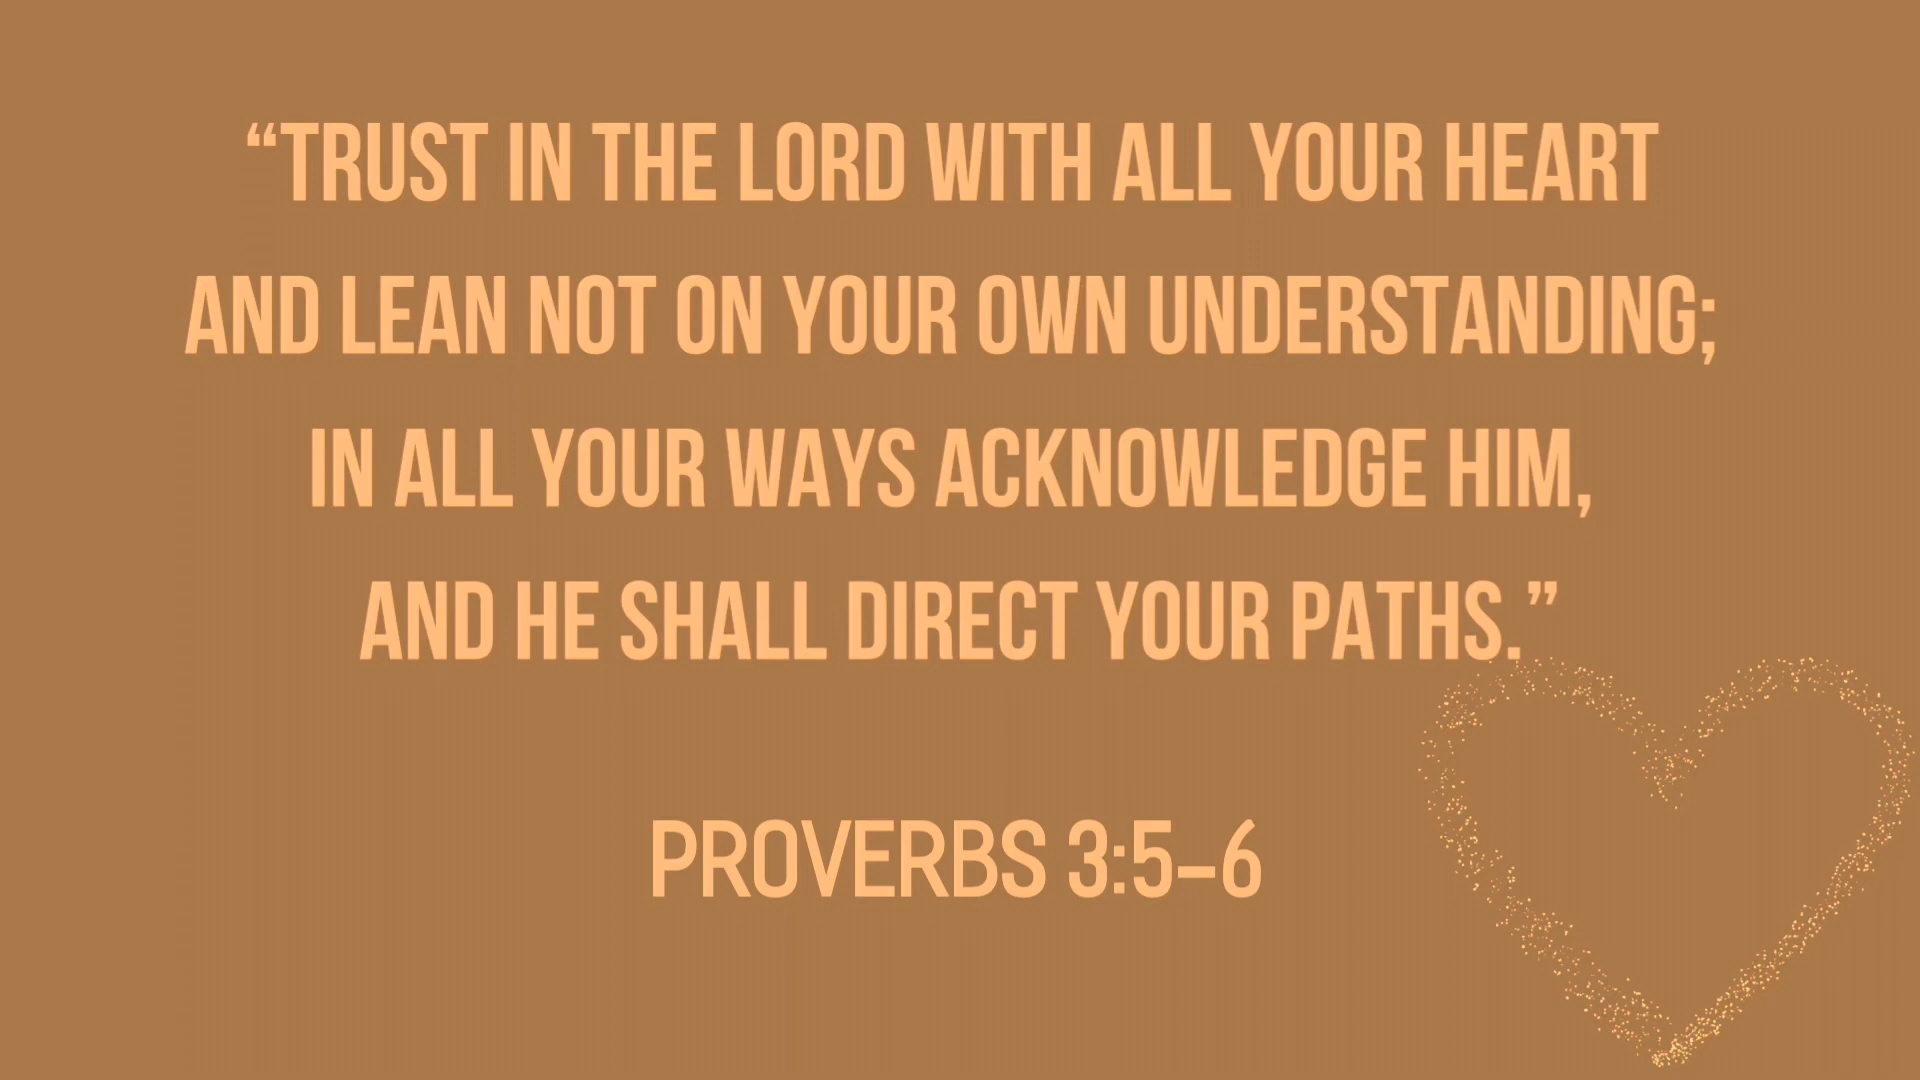 “TRUST IN THE LORD WITH ALL YOUR HEART
AND LEAN NOT ON YOUR OWN UNDERSTANDING;
IN ALL YOUR WAYS ACKNOWLEDGE HIM,
AND HE SHALL DIRECT YOUR PATHS.”
PROVERBS 3:5–6